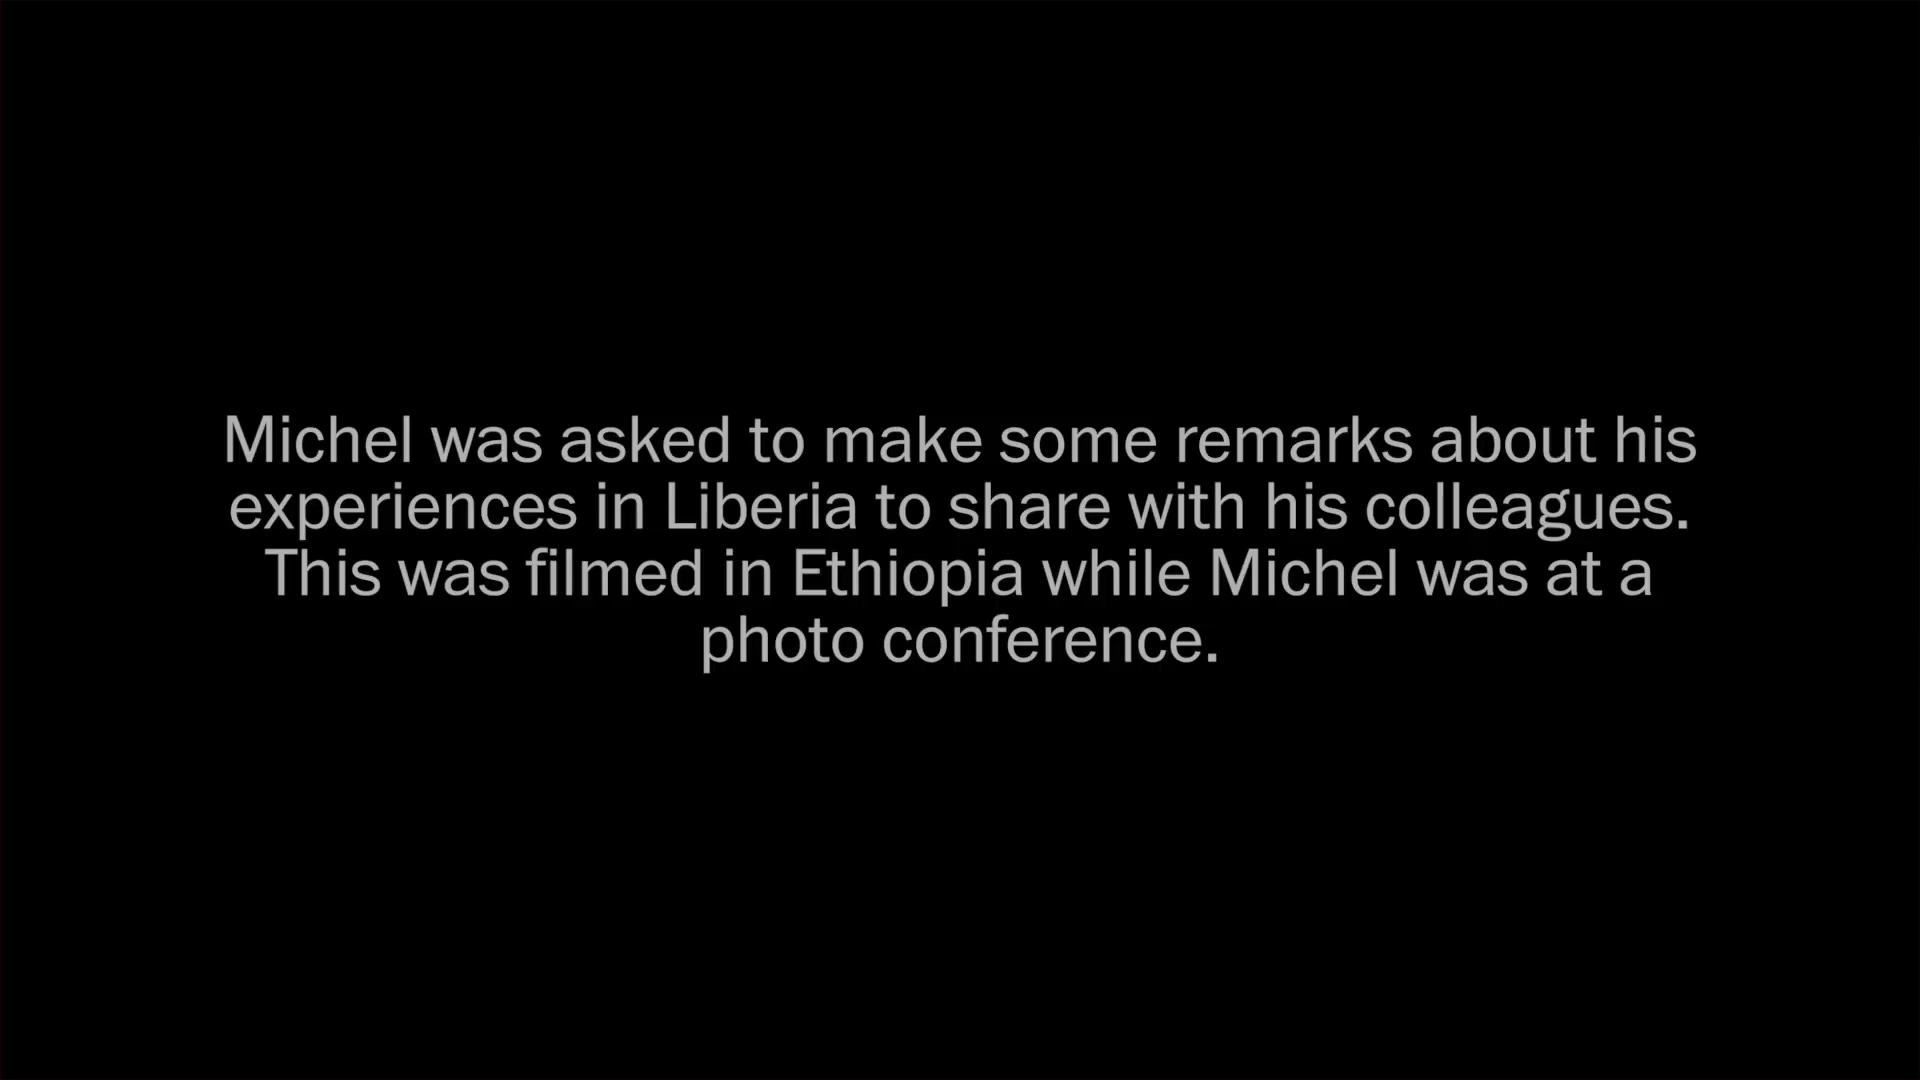 Michel was asked to make some remarks about his
experiences in Liberia to share with his colleagues.
This was filmed in Ethiopia while Michel was at a
photo conference.